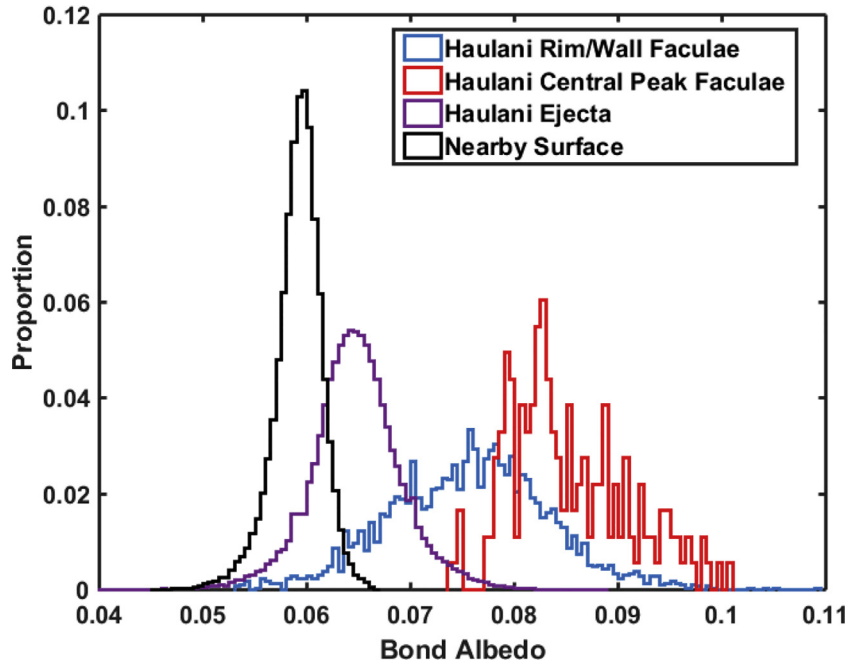 0.12
0.1
0.08
0.06
0.04
0.02
0
Proportion
Haulani Rim/Wall Faculae
Haulani Central Peak Faculae
Haulani Ejecta
Nearby Surface
0.04 0.05 0.06 0.07 0.08 0.09 0.1 0.11
Bond Albedo